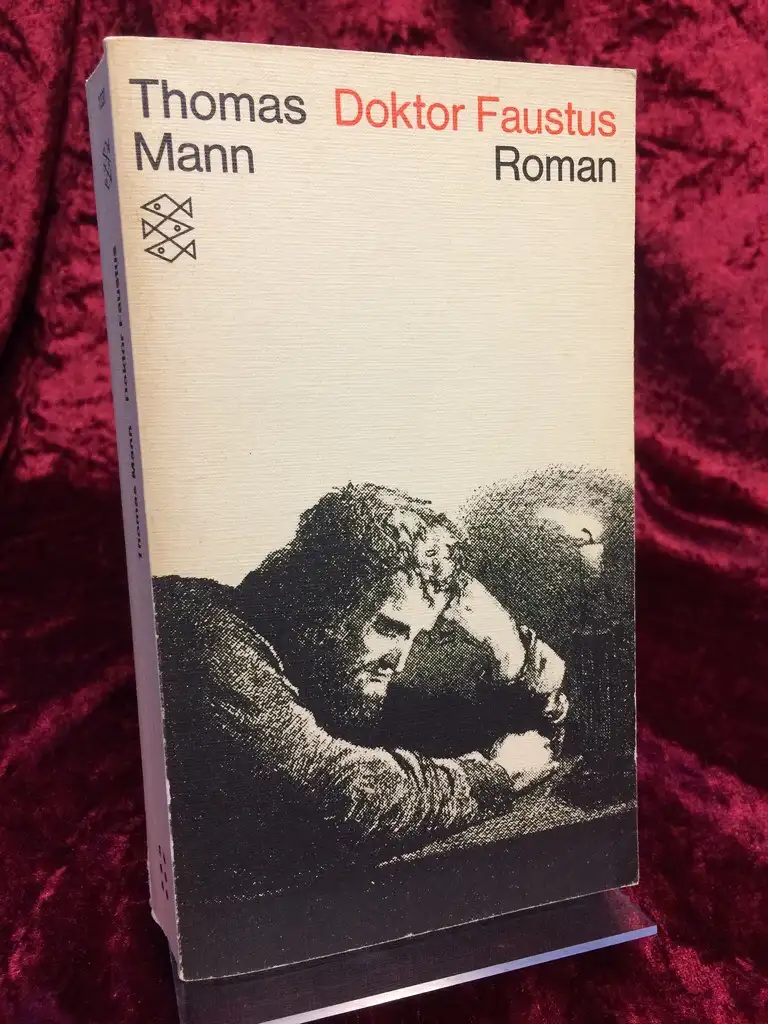 Thomas Doktor Faustus
Mann Roman
Thomas Mann Doktor Faustus